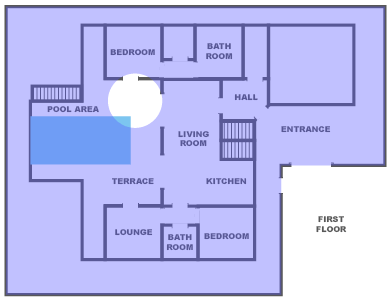 BEDROOM
BATH
ROOM
HALL
POOL AREA
ENTRANCE
LIVING
ROOM
TERRACE
KITCHEN
LOUNGE
BATH
ROOM
BEDROOM
FIRST
FLOOR